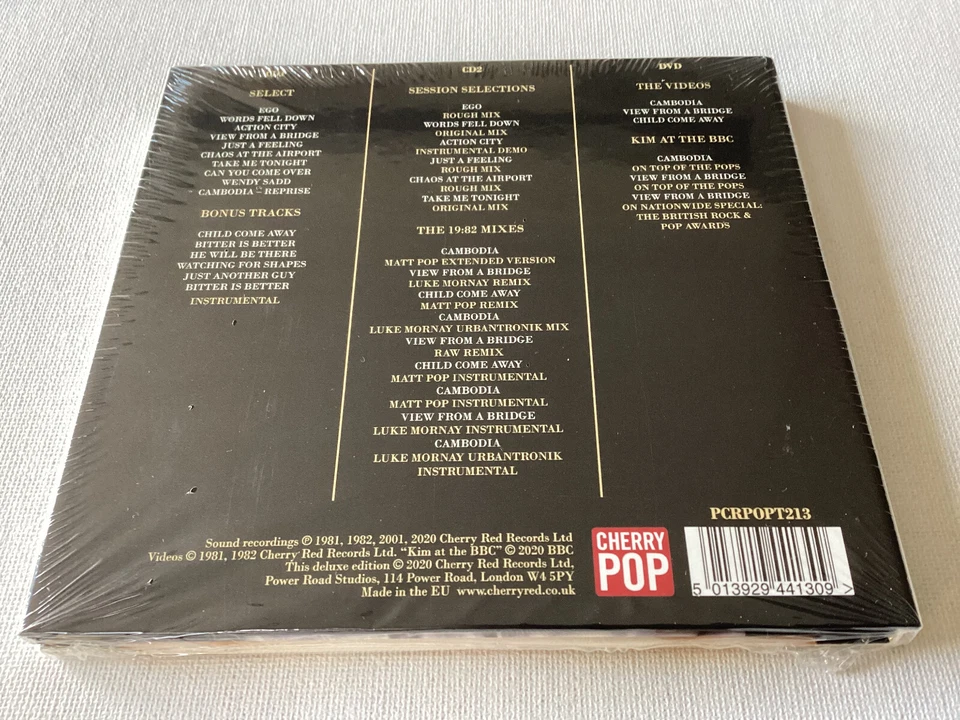 SELECT
EGO
WORDS FELL DOWN
ACTION CITY
VIEW FROM A BRIDGE
JUST A FEELING
CHAOS AT THE AIRPORT
TAKE ME TONIGHT
CAN YOU COME OVER
WENDY SADD
CAMBODIA - REPRISE
BONUS TRACKS
CHILD COME AWAY
BITTER IS BETTER
HE WILL BE THERE
WATCHING FOR SHAPES
JUST ANOTHER GUY
BITTER IS BETTER
INSTRUMENTAL
CD2
SESSION SELECTIONS
EGO
ROUGH MIX
WORDS FELL DOWN
ORIGINAL MIX
ACTION CITY
INSTRUMENTAL DEMO
JUST A FEELING
ROUGH MIX
CHAOS AT THE AIRPORT
ROUGH MIX
TAKE ME TONIGHT
ORIGINAL MIX
THE 19:82 MIXES
CAMBODIA
MATT POP EXTENDED VERSION
VIEW FROM A BRIDGE
LUKE MORNAY REMIX
CHILD COME AWAY
MATT POP REMIX
CAMBODIA
LUKE MORNAY URBANTRONIK MIX
VIEW FROM A BRIDGE
RAW REMIX
CHILD COME AWAY
MATT POP INSTRUMENTAL
CAMBODIA
MATT POP INSTRUMENTAL
VIEW FROM A BRIDGE
LUKE MORNAY INSTRUMENTAL
CAMBODIA
LUKE MORNAY URBANTRONIK
INSTRUMENTAL
DVD
THE VIDEOS
CAMBODIA
VIEW FROM A BRIDGE
CHILD COME AWAY
KIM AT THE BBC
CAMBODIA
ON TOP OF THE POPS
VIEW FROM A BRIDGE
ON TOP OF THE POPS
VIEW FROM A BRIDGE
ON NATIONWIDE SPECIAL:
THE BRITISH ROCK &
POP AWARDS
Sound recordings ℗ 1981, 1982, 2001, 2020 Cherry Red Records Ltd
Videos © 1981, 1982 Cherry Red Records Ltd. “Kim at the BBC” © 2020 BBC
This deluxe edition © 2020 Cherry Red Records Ltd,
Power Road Studios, 114 Power Road, London W4 5PY
Made in the EU www.cherryred.co.uk
CHERRY
POP
PCRPOPT213
5 013929 441309 >